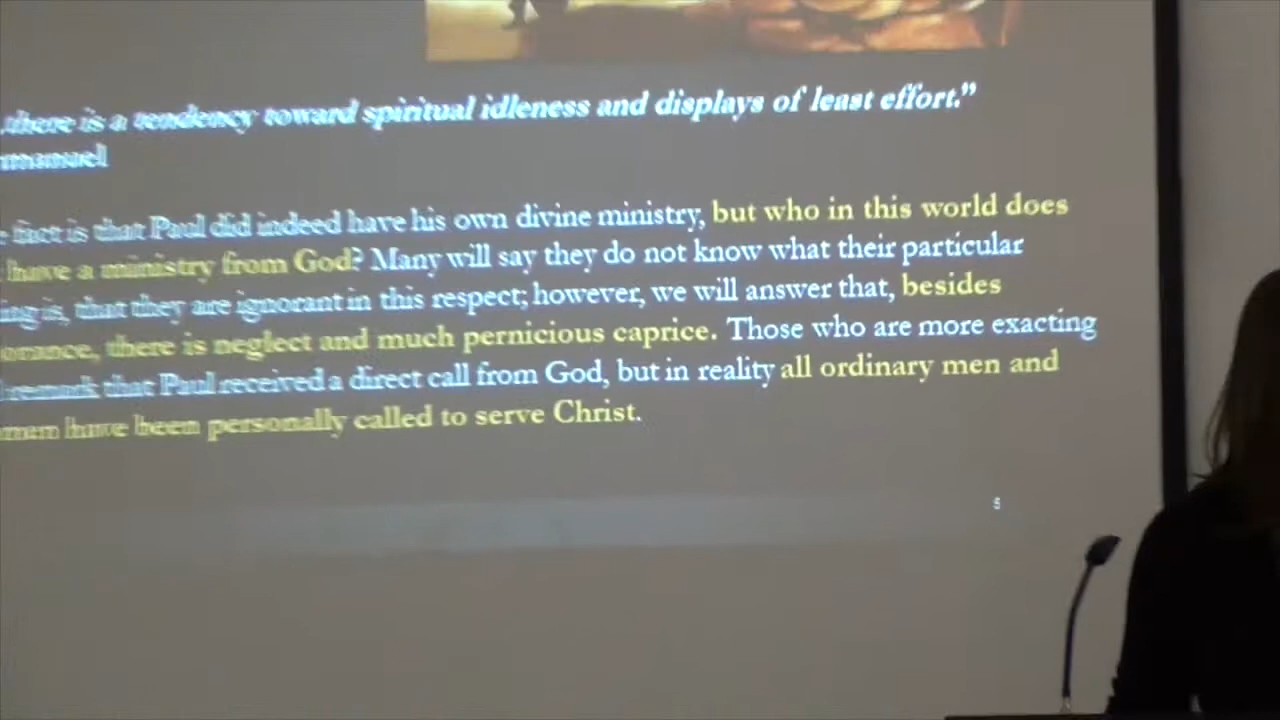 there is a tendency toward spiritual idleness and displays of least effort."
fact is that Paul did indeed have his own divine ministry, but who in this world does
have a ministry from God? Many will say they do not know what their particular
is, that they are ignorant in this respect; however, we will answer that, besides
there is neglect and much pernicious caprice. Those who are more exacting
remark that Paul received a direct call from God, but in reality all ordinary men and
have been personally called to serve Christ.
5